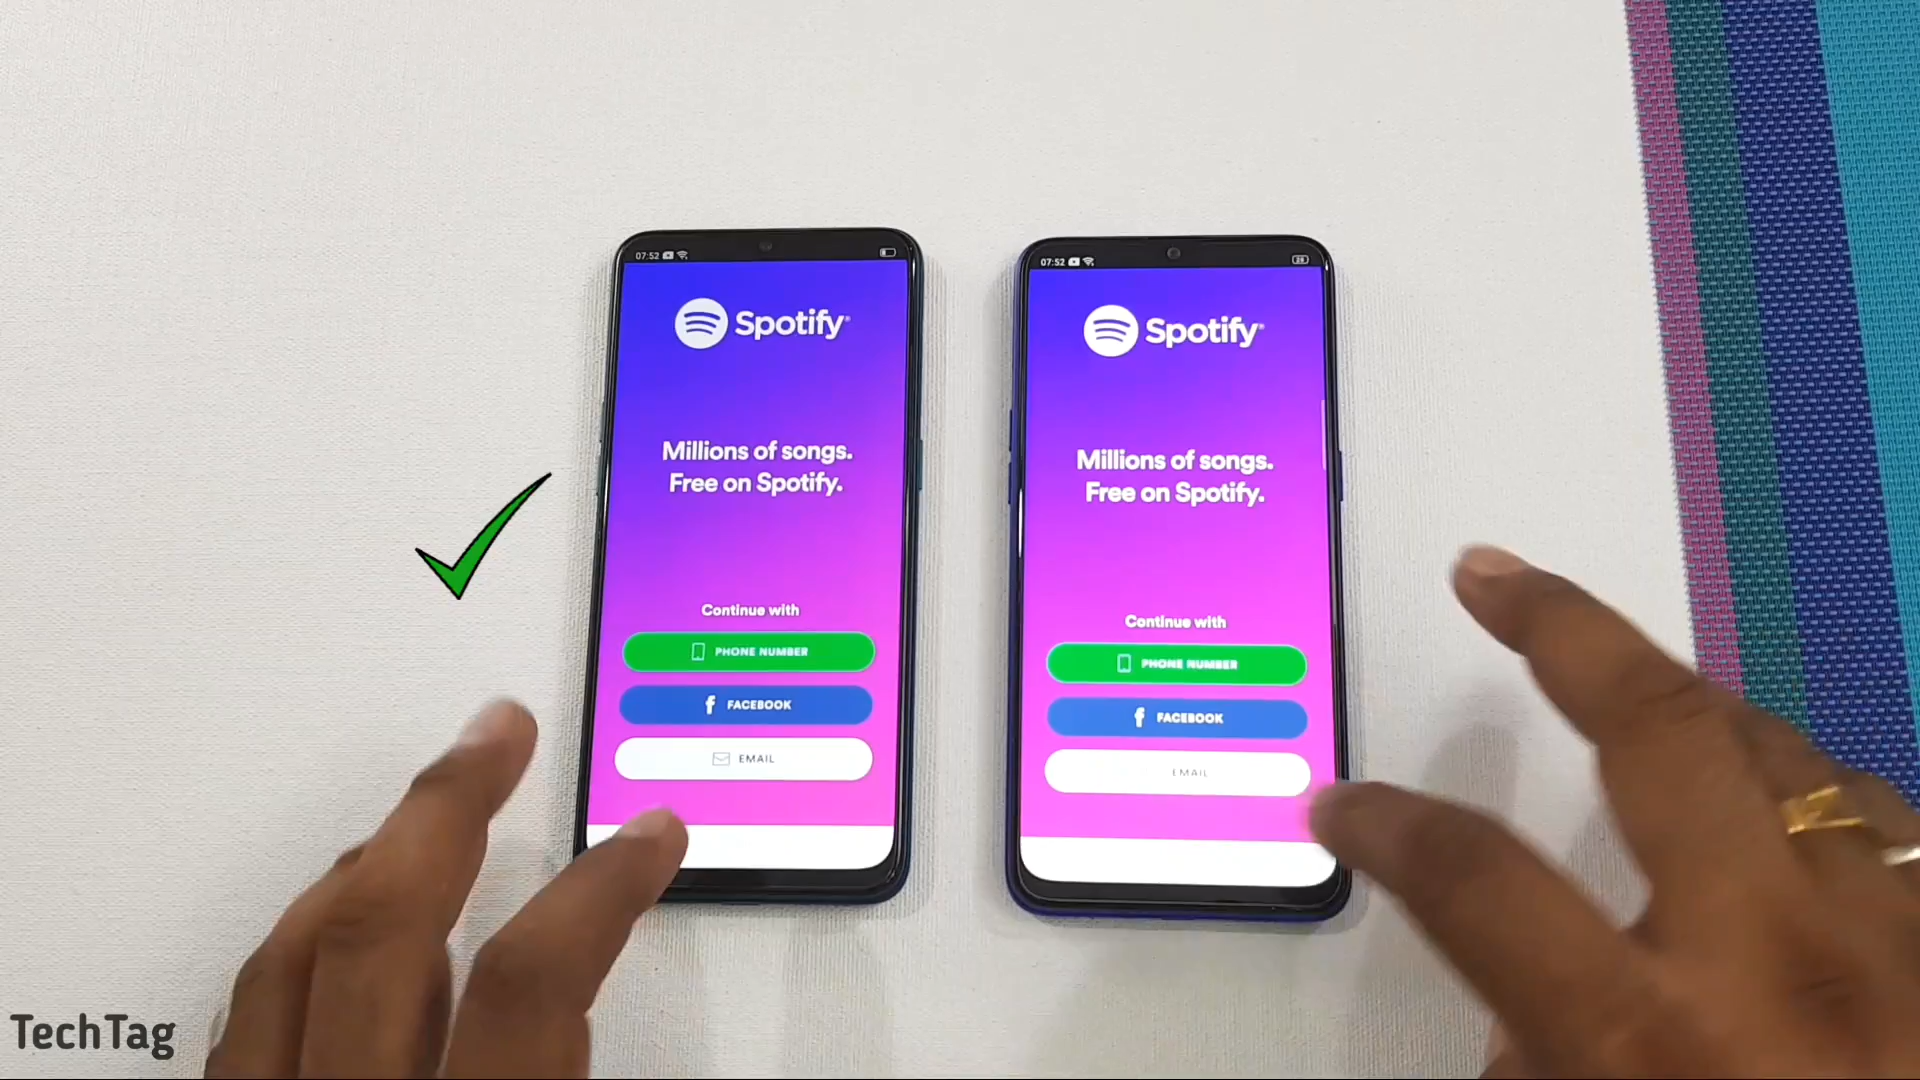 07:52
Spotify
Millions of songs.
Free on Spotify.
Continue with
PHONE NUMBER
FACEBOOK
EMAIL
07:52
28
Spotify
Millions of songs.
Free on Spotify.
Continue with
PHONE NUMBER
FACEBOOK
EMAIL
TechTag